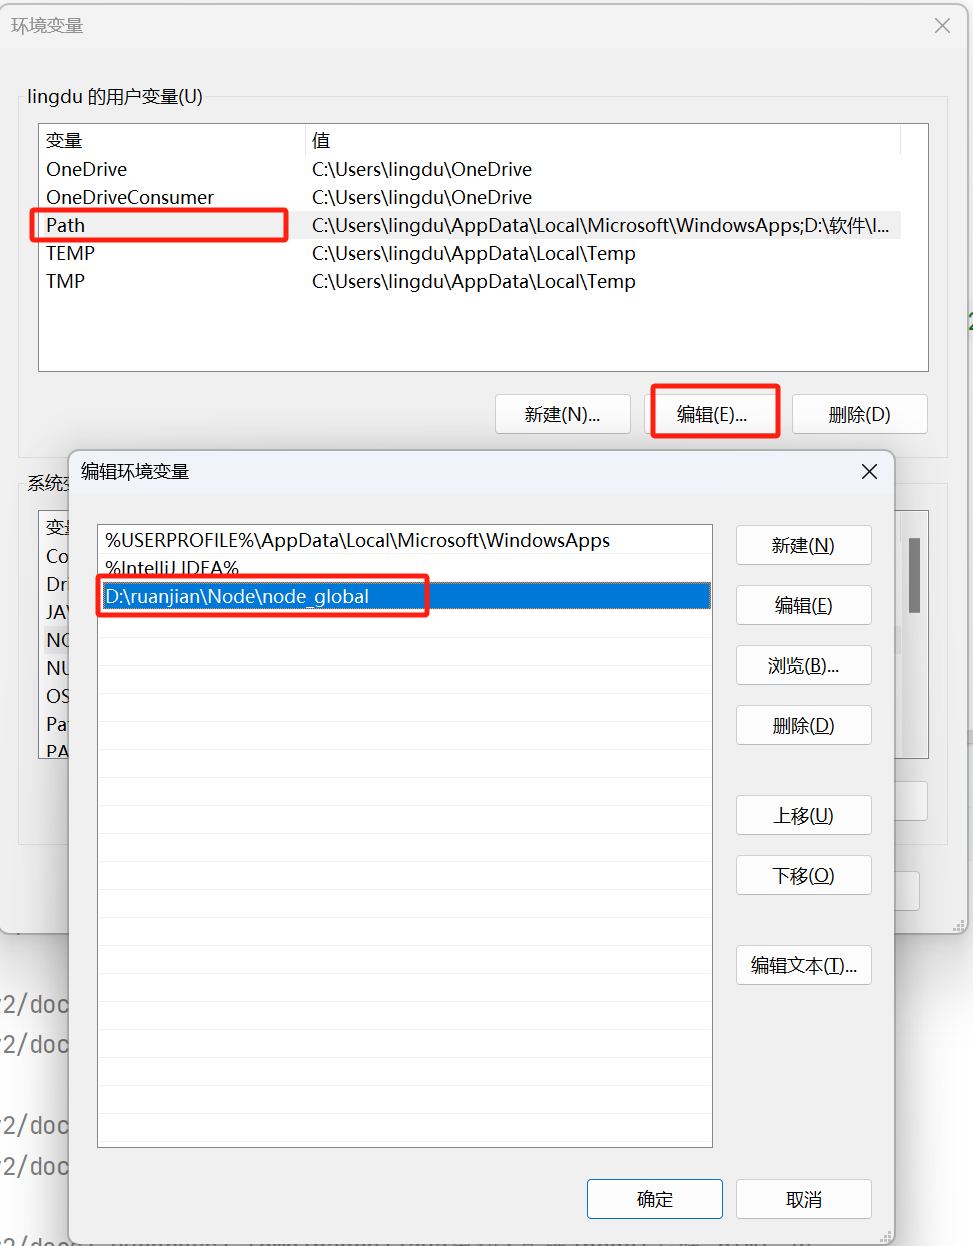 环境变量
lingdu 的用户变量(U)
变量 值
OneDrive C:\Users\lingdu\OneDrive
OneDriveConsumer C:\Users\lingdu\OneDrive
Path C:\Users\lingdu\AppData\Local\Microsoft\WindowsApps;D:\软件\I...
TEMP C:\Users\lingdu\AppData\Local\Temp
TMP C:\Users\lingdu\AppData\Local\Temp
新建(N)... 编辑(E)... 删除(D)
系统
变
Co
Dri
JA
NO
NU
OS
Pa
PA
编辑环境变量
%USERPROFILE%\AppData\Local\Microsoft\WindowsApps
%IntelliJ IDEA%
D:\ruanjian\Node\node_global
新建(N)
编辑(E)
浏览(B)...
删除(D)
上移(U)
下移(O)
编辑文本(T)...
确定 取消
2/doc
2/doc
2/doc
2/doc